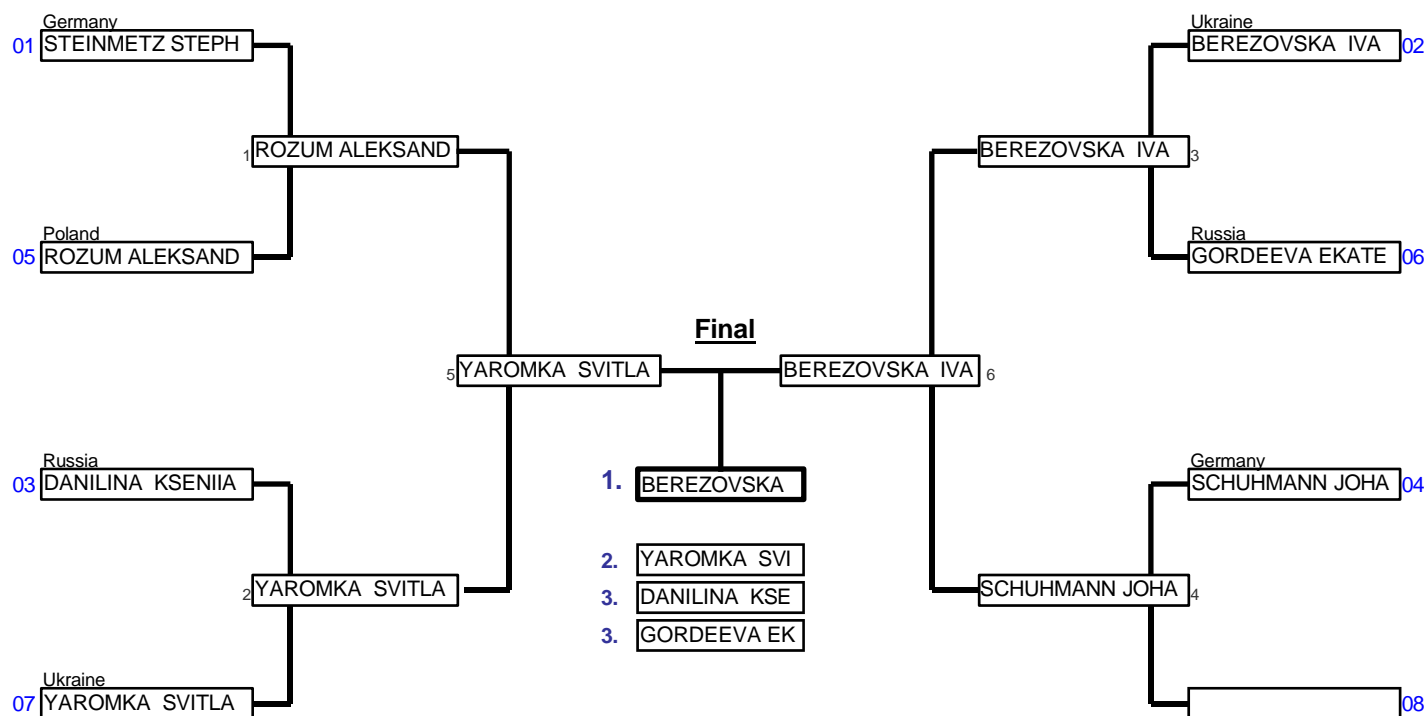 Germany
01 STEINMETZ STEPH
Ukraine
BEREZOVSKA IVA 02
1 ROZUM ALEKSAND
BEREZOVSKA IVA 3
Poland
05 ROZUM ALEKSAND
Russia
GORDEEVA EKATE 06
Final
5 YAROMKA SVITLA
BEREZOVSKA IVA 6
Russia
03 DANILINA KSENIIA
1. BEREZOVSKA
Germany
SCHUHMANN JOHA 04
2. YAROMKA SVI
3. DANILINA KSE
3. GORDEEVA EK
2 YAROMKA SVITLA
SCHUHMANN JOHA 4
Ukraine
07 YAROMKA SVITLA
08